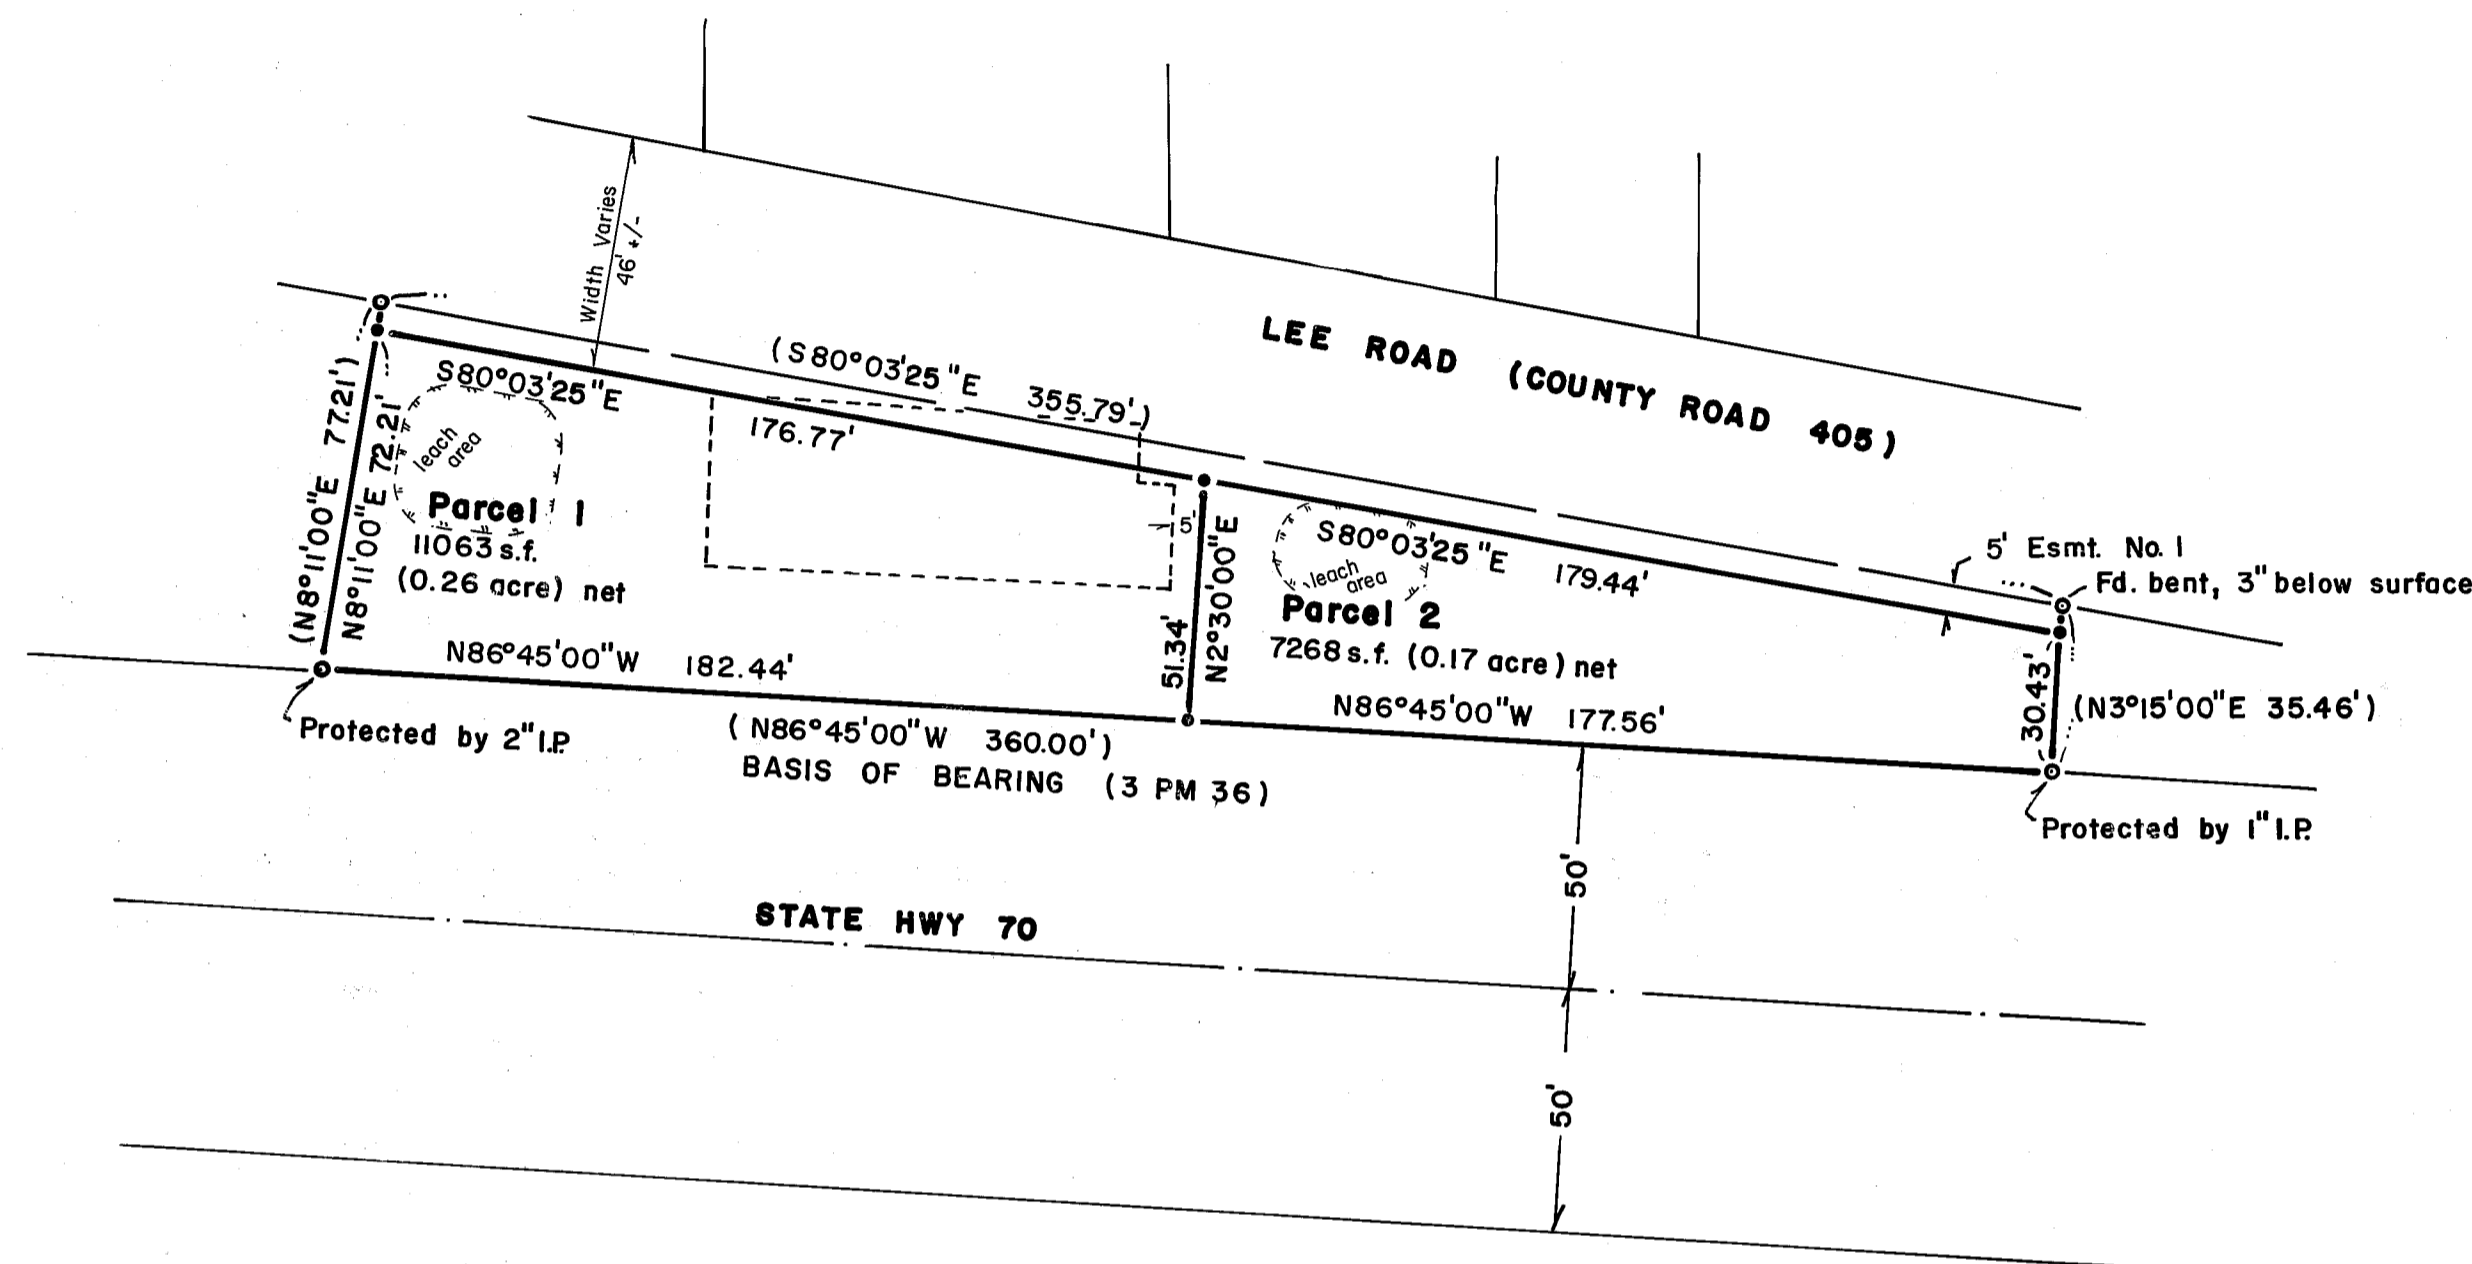 Width Varies
46' +/-
LEE ROAD (COUNTY ROAD 405)
(S80°03'25"E 355.79')
S80°03'25"E
176.77'
(N8°11'00"E 77.21')
N8°11'00"E 72.21'
leach
area
Parcel 1
11063 s.f.
(0.26 acre) net
5'
51.34'
N2°30'00"E
S80°03'25"E
179.44'
leach
area
Parcel 2
7268 s.f. (0.17 acre) net
5' Esmt. No. 1
Fd. bent, 3" below surface
30.43'
(N3°15'00"E 35.46')
N86°45'00"W 182.44'
N86°45'00"W 177.56'
Protected by 2" I.P.
(N86°45'00"W 360.00')
BASIS OF BEARING (3 PM 36)
Protected by 1" I.P.
50'
STATE HWY 70
50'